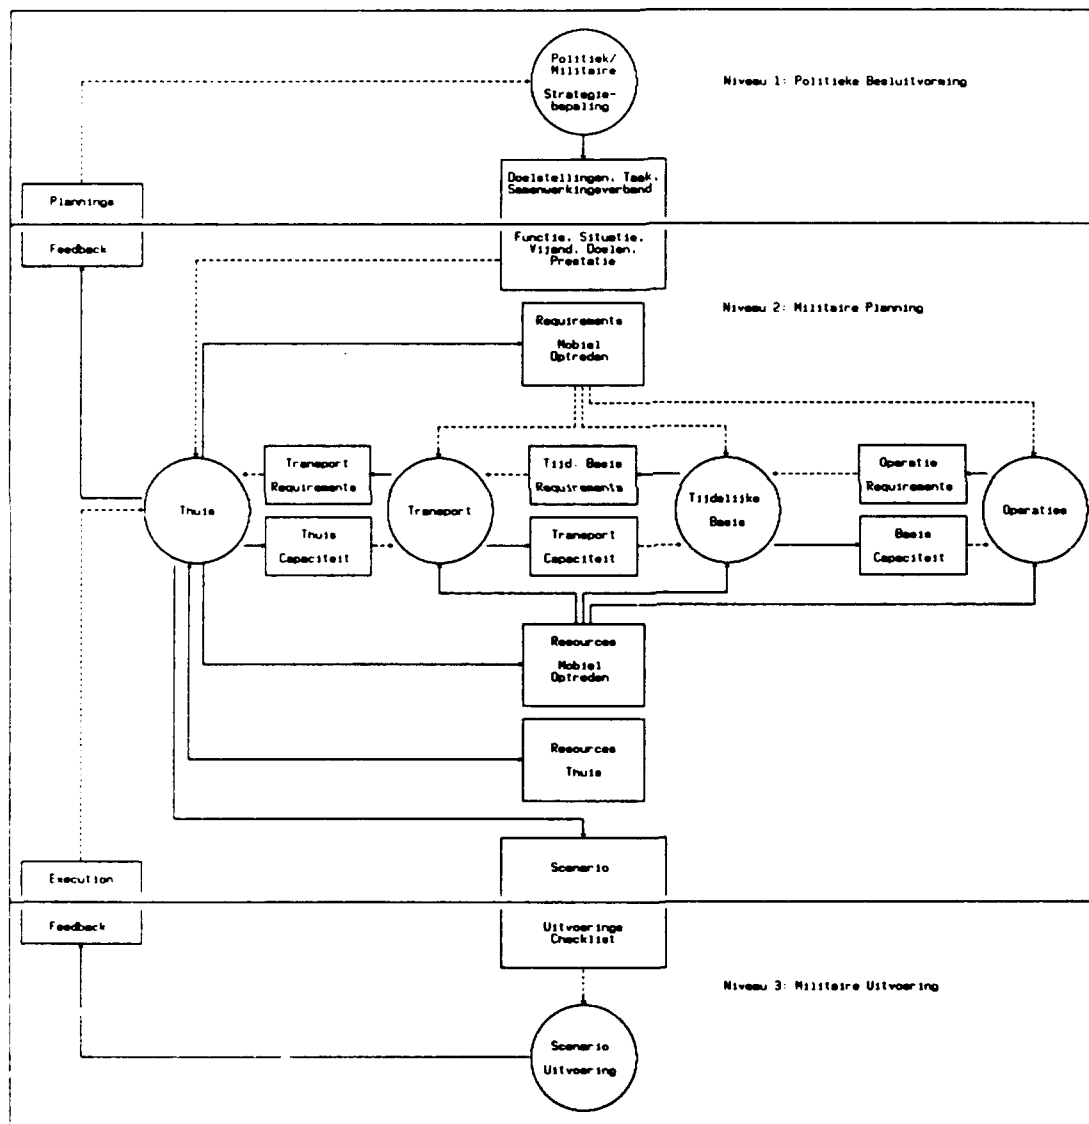 Politiek/
Militaire
Strategie-
bepaling
Niveau 1: Politieke Besluitvorming
Doelstellingen, Taak,
Samenwerkingsverband
Plannings
Feedback
Functie, Situatie,
Vijand, Doelen,
Prestatie
Niveau 2: Militaire Planning
Requirements
Mobiel
Optreden
Transport
Requirements
Tijd. Basis
Requirements
Operatie
Requirements
Thuis
Transport
Tijdelijke
Basis
Operaties
Thuis
Capaciteit
Transport
Capaciteit
Basis
Capaciteit
Resources
Mobiel
Optreden
Resources
Thuis
Scenario
Execution
Feedback
Uitvoerings
Checklist
Niveau 3: Militaire Uitvoering
Scenario
Uitvoering